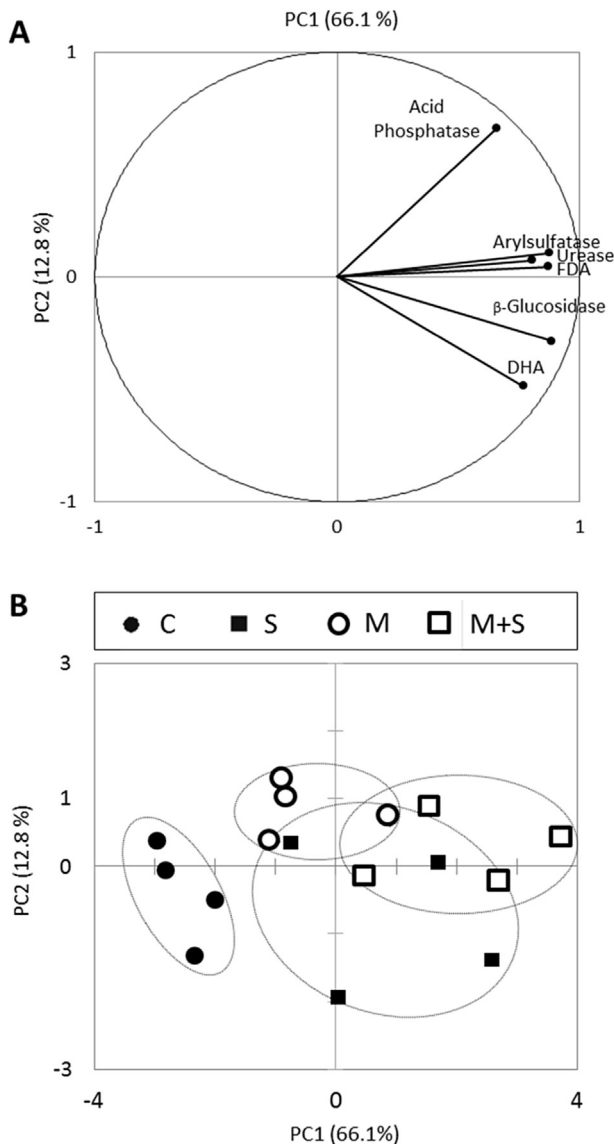 PC1 (66.1 %)
A
1
Acid
Phosphatase
Arylsulfatase
Urease
FDA
0
PC2 (12.8 %)
β-Glucosidase
DHA
-1
-1
0
1
B
C
S
M
M+S
3
1
0
PC2 (12.8 %)
-3
-4
0
4
PC1 (66.1%)